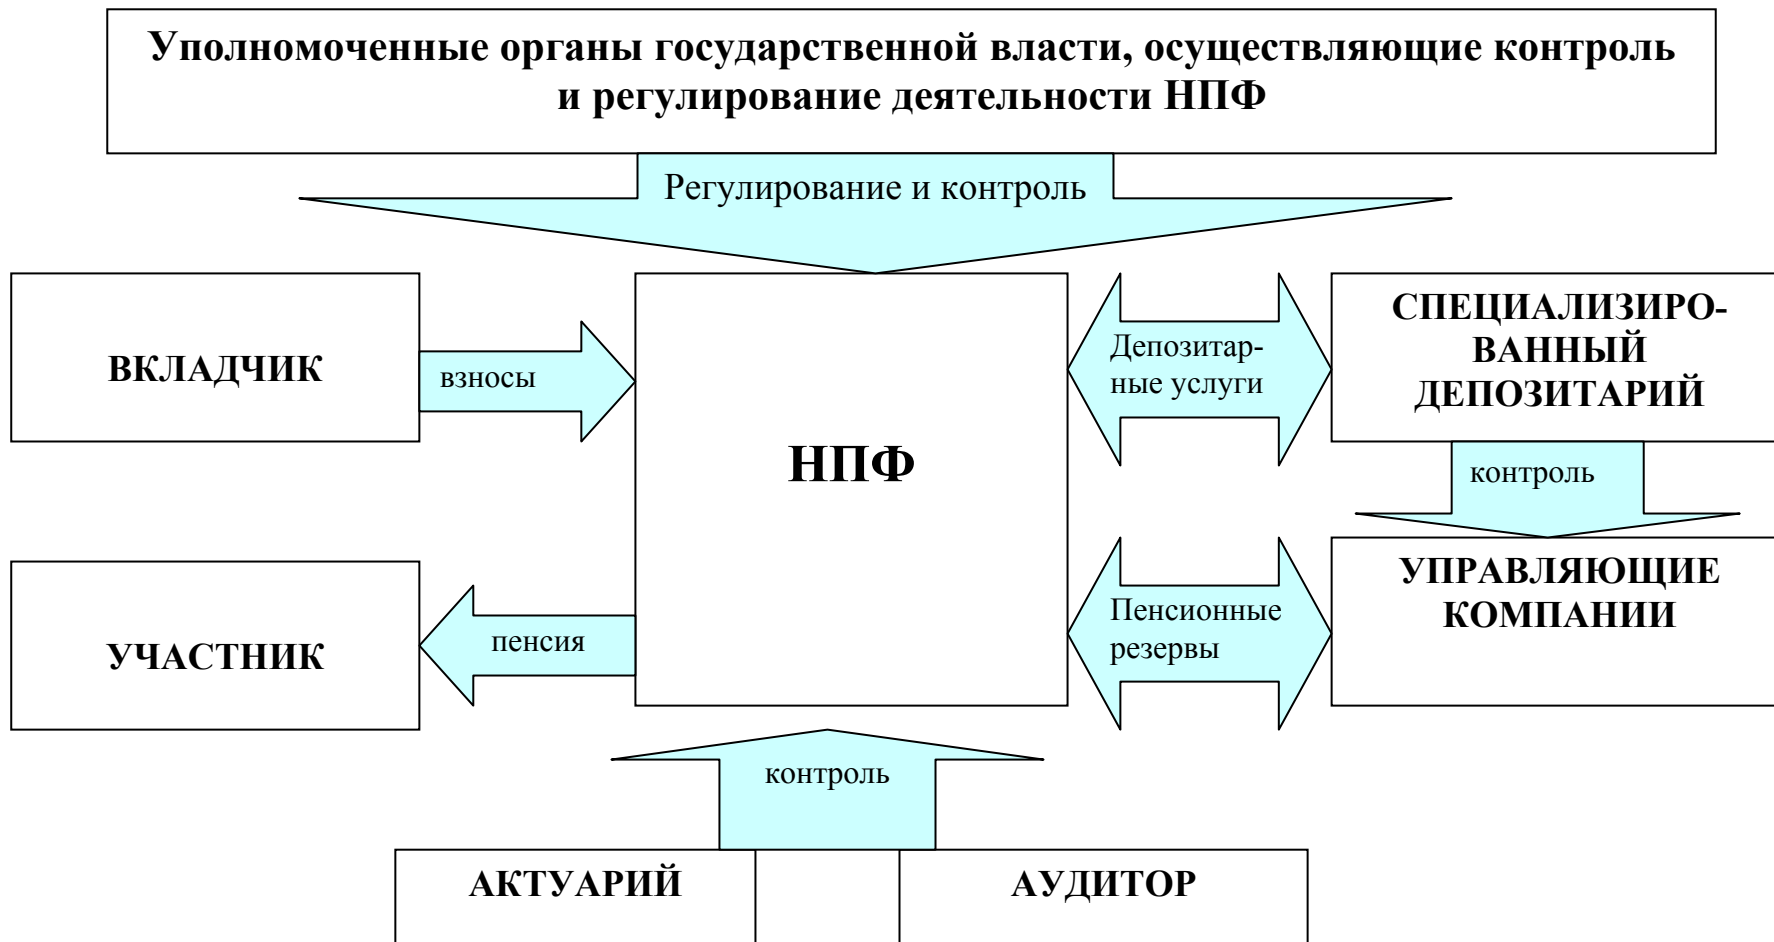 Уполномоченные органы государственной власти, осуществляющие контроль
и регулирование деятельности НПФ
Регулирование и контроль
ВКЛАДЧИК
взносы
НПФ
Депозитар-
ные услуги
СПЕЦИАЛИЗИРО-
ВАННЫЙ
ДЕПОЗИТАРИЙ
контроль
УЧАСТНИК
пенсия
Пенсионные
резервы
УПРАВЛЯЮЩИЕ
КОМПАНИИ
контроль
АКТУАРИЙ
АУДИТОР